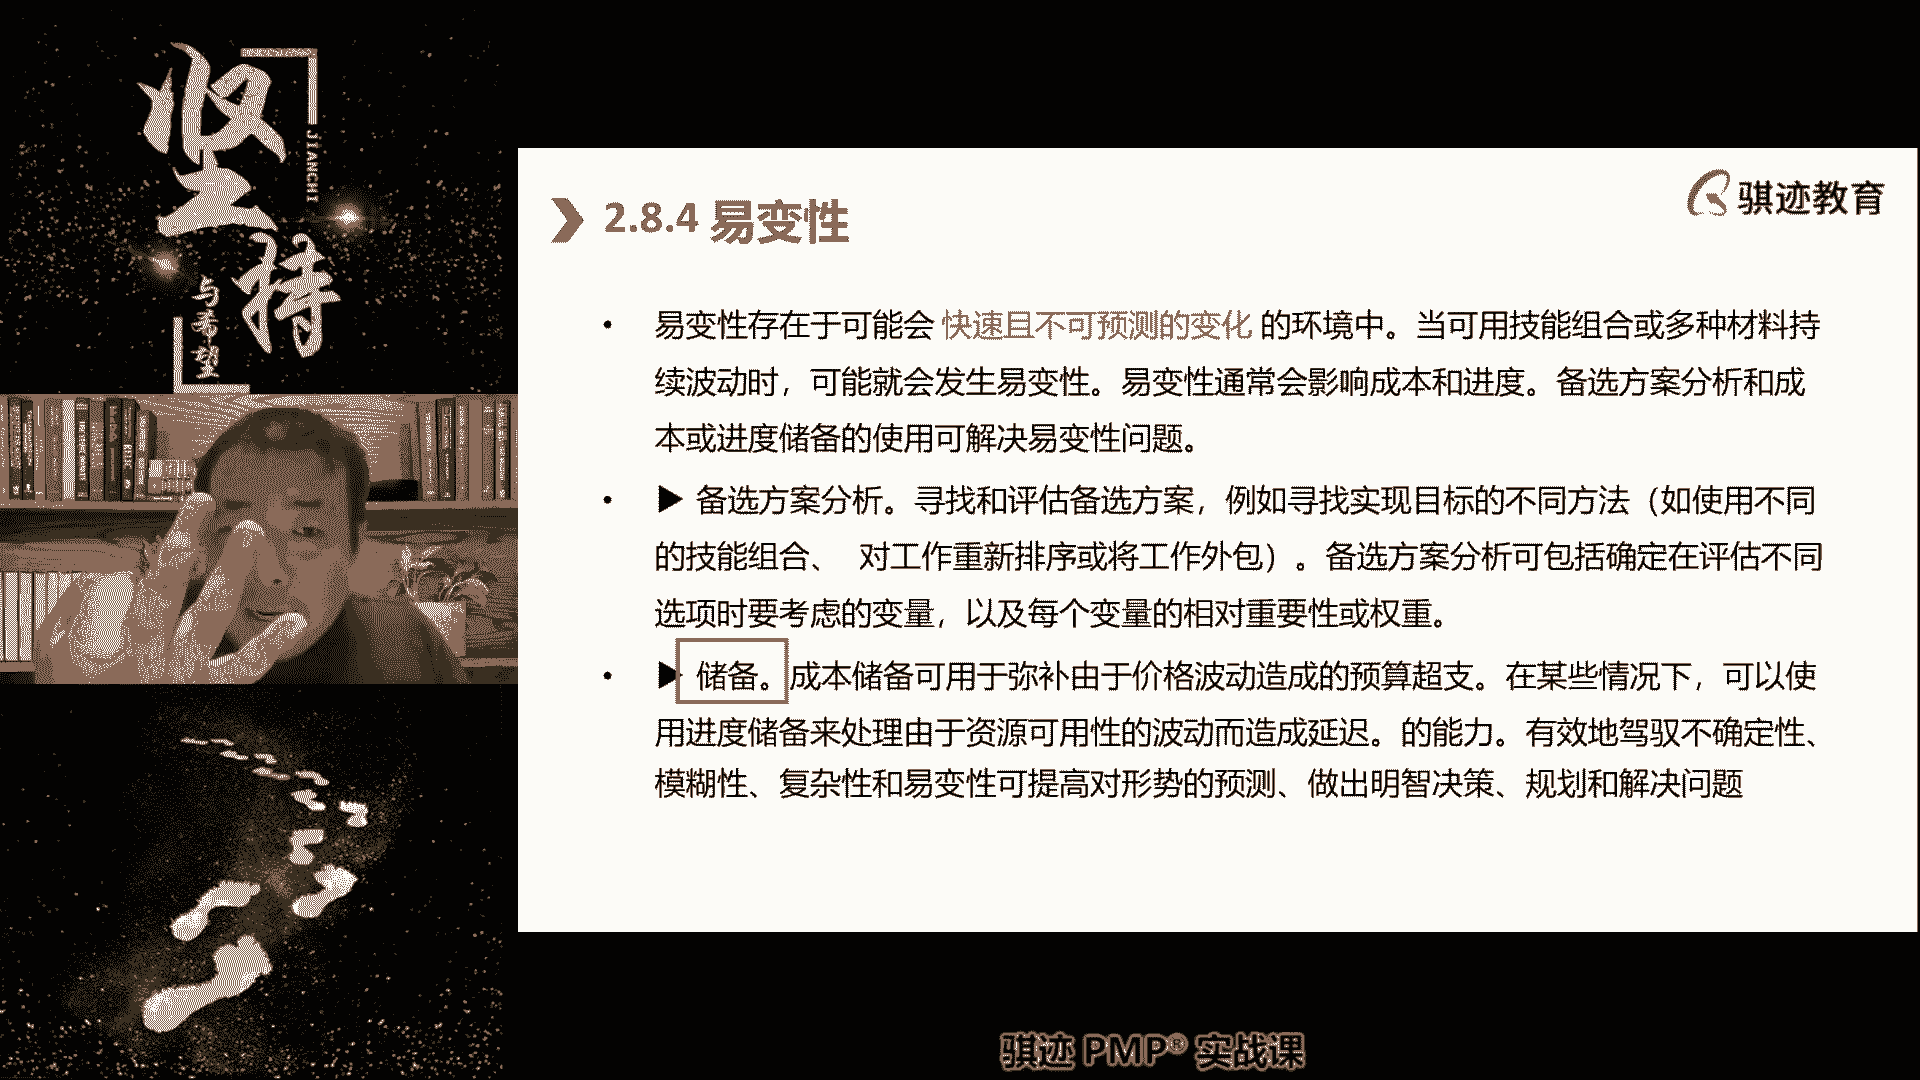 坚持
JIANCHI
与希望
骐迹教育
2.8.4 易变性
• 易变性存在于可能会 快速且不可预测的变化 的环境中。当可用技能组合或多种材料持
续波动时，可能就会发生易变性。易变性通常会影响成本和进度。备选方案分析和成
本或进度储备的使用可解决易变性问题。
• ▶ 备选方案分析。寻找和评估备选方案，例如寻找实现目标的不同方法（如使用不同
的技能组合、 对工作重新排序或将工作外包）。备选方案分析可包括确定在评估不同
选项时要考虑的变量，以及每个变量的相对重要性或权重。
• ▶ 储备。成本储备可用于弥补由于价格波动造成的预算超支。在某些情况下，可以使
用进度储备来处理由于资源可用性的波动而造成延迟。的能力。有效地驾驭不确定性、
模糊性、复杂性和易变性可提高对形势的预测、做出明智决策、规划和解决问题
骐迹 PMP® 实战课